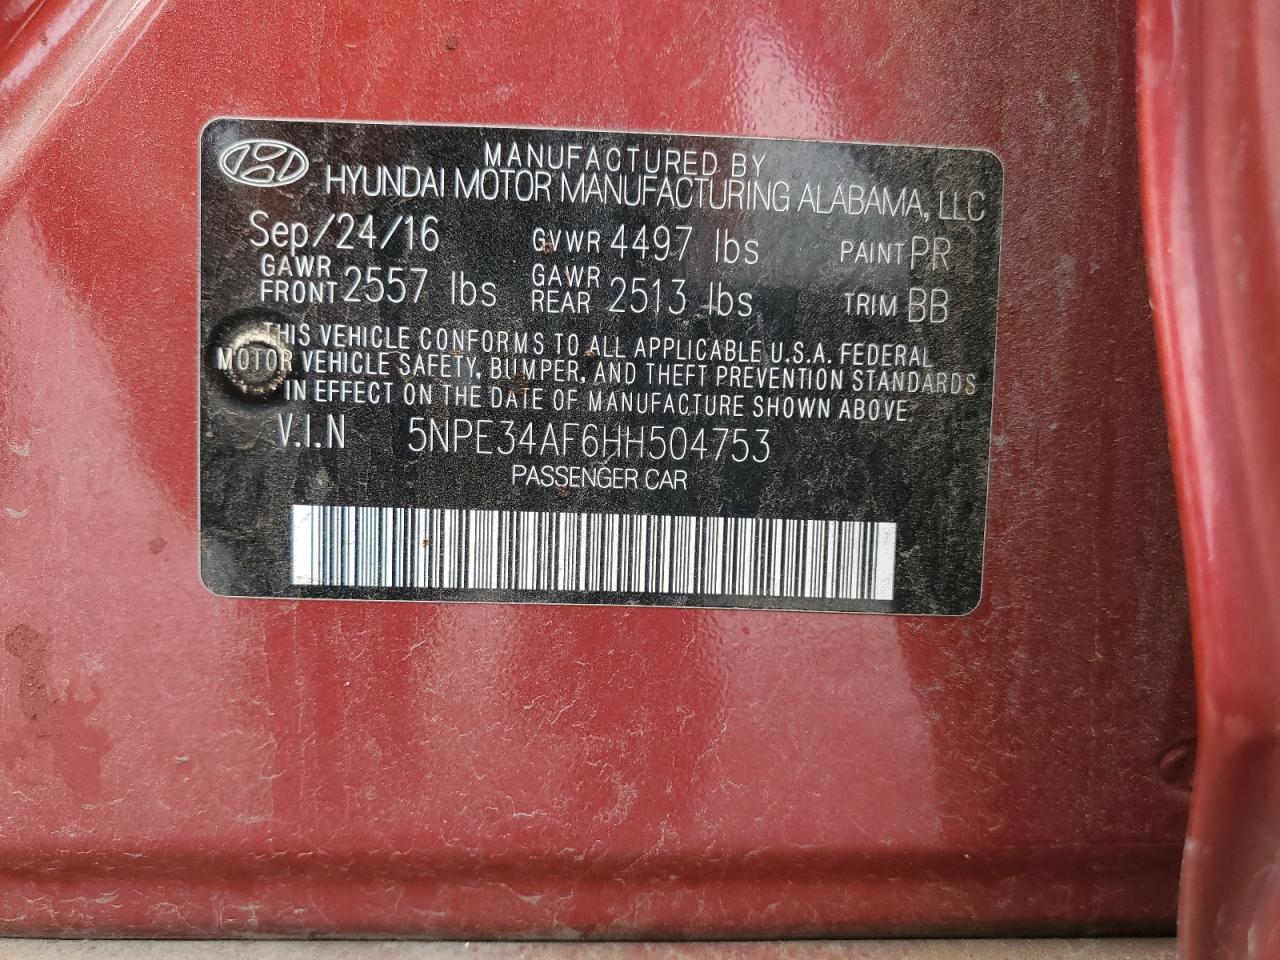 MANUFACTURED BY
HYUNDAI MOTOR MANUFACTURING ALABAMA, LLC
Sep/24/16 GVWR 4497 lbs PAINT PR
GAWR FRONT 2557 lbs GAWR REAR 2513 lbs TRIM BB
THIS VEHICLE CONFORMS TO ALL APPLICABLE U.S.A. FEDERAL
MOTOR VEHICLE SAFETY, BUMPER, AND THEFT PREVENTION STANDARDS
IN EFFECT ON THE DATE OF MANUFACTURE SHOWN ABOVE
V.I.N 5NPE34AF6HH504753
PASSENGER CAR